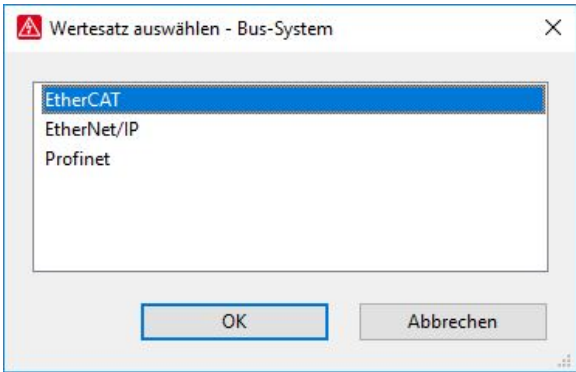 Wertesatz auswählen - Bus-System
EtherCAT
EtherNet/IP
Profinet
OK
Abbrechen